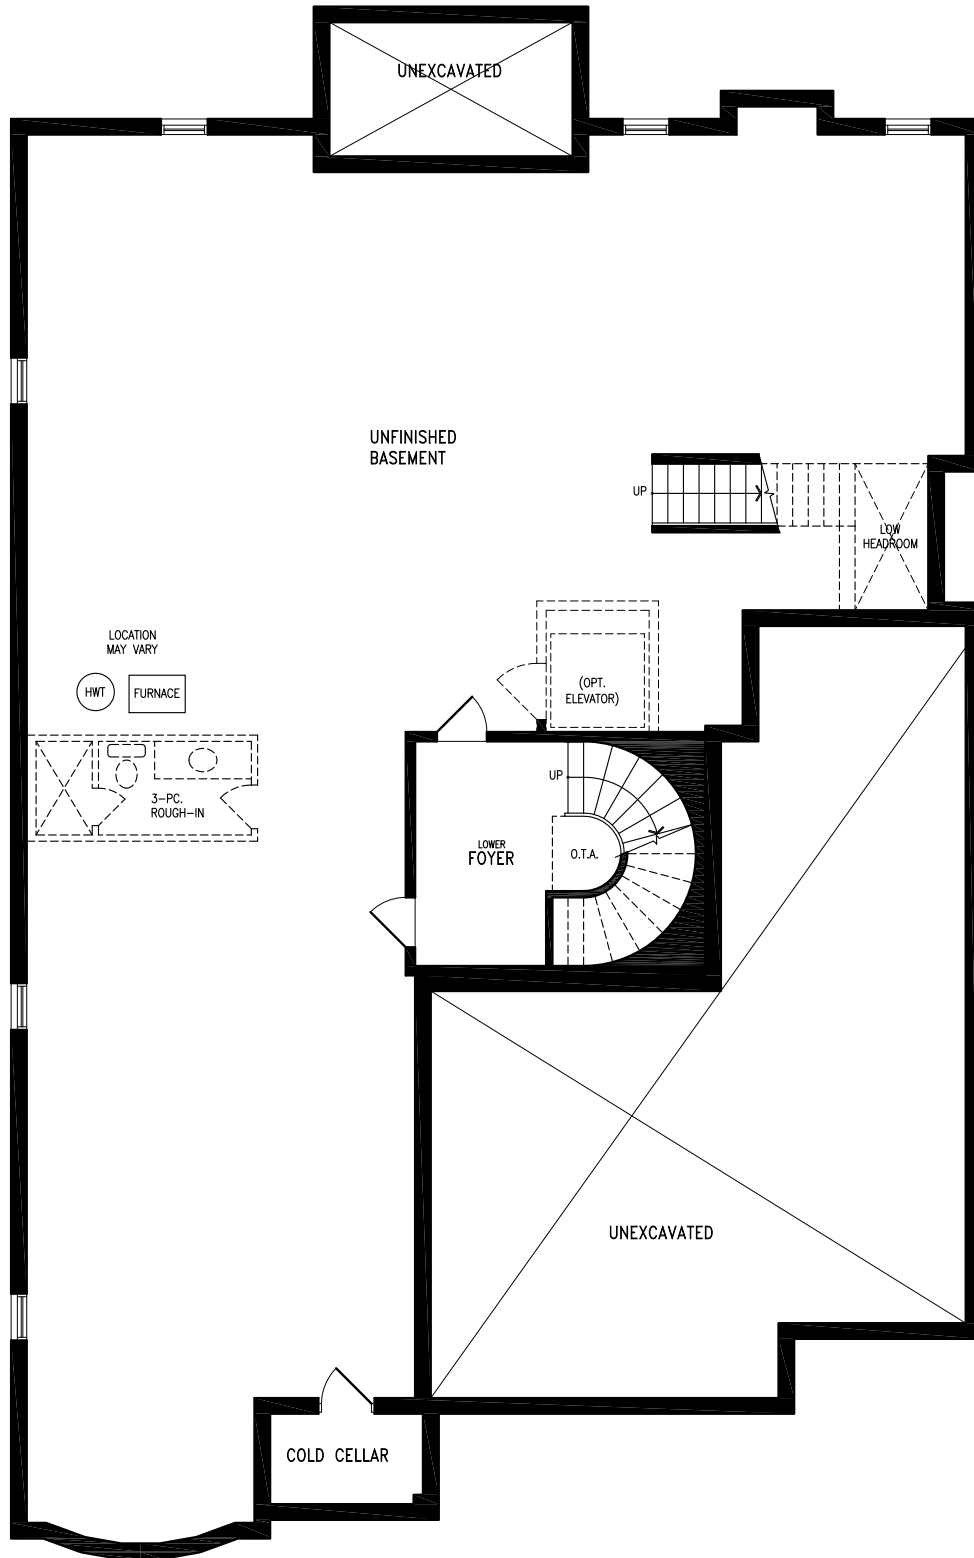 UNEXCAVATED
UNFINISHED
BASEMENT
UP
LOW
HEADROOM
LOCATION
MAY VARY
HWT
FURNACE
(OPT.
ELEVATOR)
3-PC.
ROUGH-IN
UP
LOWER
FOYER
O.T.A.
UNEXCAVATED
COLD CELLAR